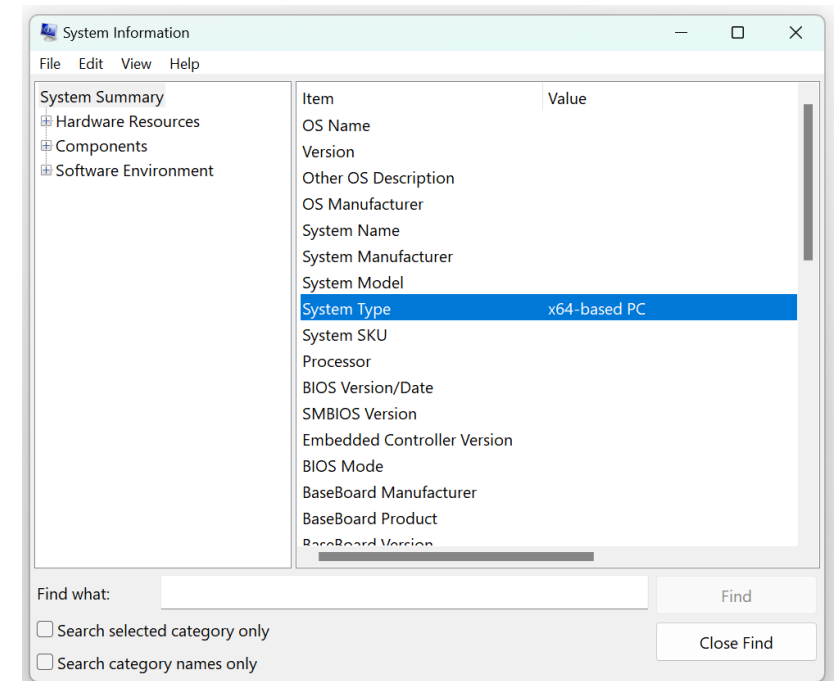 System Information
File Edit View Help
System Summary
Hardware Resources
Components
Software Environment
Item Value
OS Name
Version
Other OS Description
OS Manufacturer
System Name
System Manufacturer
System Model
System Type x64-based PC
System SKU
Processor
BIOS Version/Date
SMBIOS Version
Embedded Controller Version
BIOS Mode
BaseBoard Manufacturer
BaseBoard Product
BaseBoard Version
Find what:
Find
Search selected category only
Close Find
Search category names only